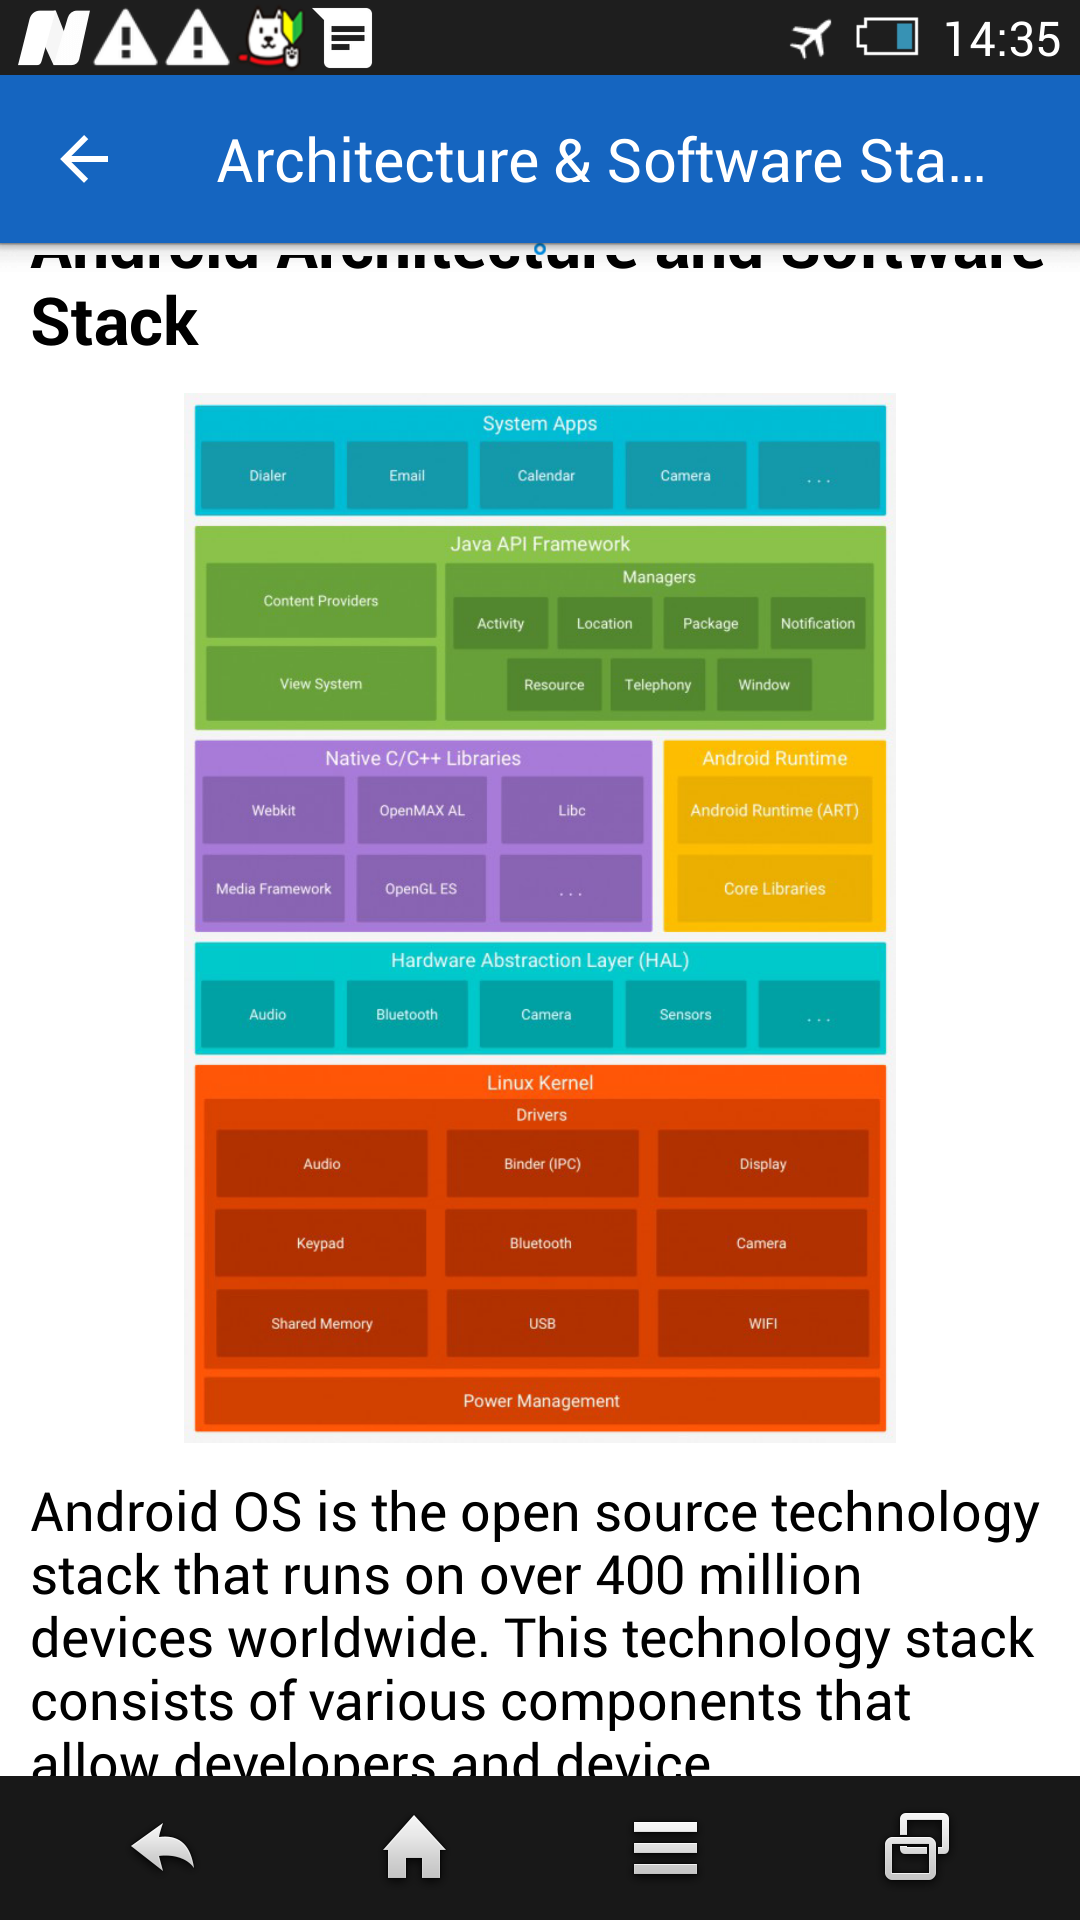 14:35
Architecture & Software Sta...
Android Architecture and Software
Stack
System Apps
Dialer Email Calendar Camera . . .
Java API Framework
Content Providers
View System
Managers
Activity Location Package Notification
Resource Telephony Window
Native C/C++ Libraries
Webkit OpenMAX AL Libc
Media Framework OpenGL ES . . .
Android Runtime
Android Runtime (ART)
Core Libraries
Hardware Abstraction Layer (HAL)
Audio Bluetooth Camera Sensors . . .
Linux Kernel
Drivers
Audio Binder (IPC) Display
Keypad Bluetooth Camera
Shared Memory USB WIFI
Power Management
Android OS is the open source technology
stack that runs on over 400 million
devices worldwide. This technology stack
consists of various components that
allow developers and device